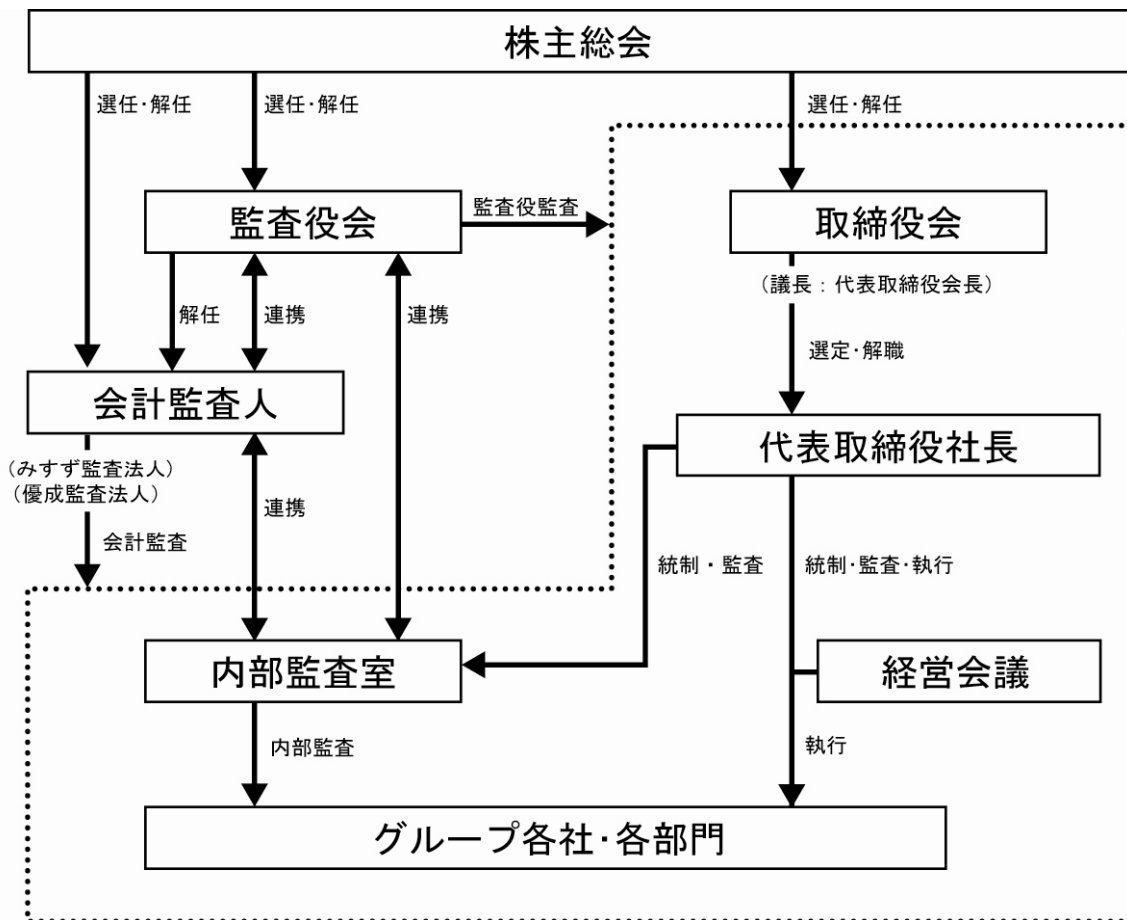 株主総会
選任・解任
選任・解任
選任・解任
監査役会
監査役監査
取締役会
(議長：代表取締役会長)
解任
連携
連携
選定・解職
会計監査人
代表取締役社長
(みすず監査法人)
(優成監査法人)
連携
会計監査
統制・監査
統制・監査・執行
内部監査室
経営会議
内部監査
執行
グループ各社・各部門